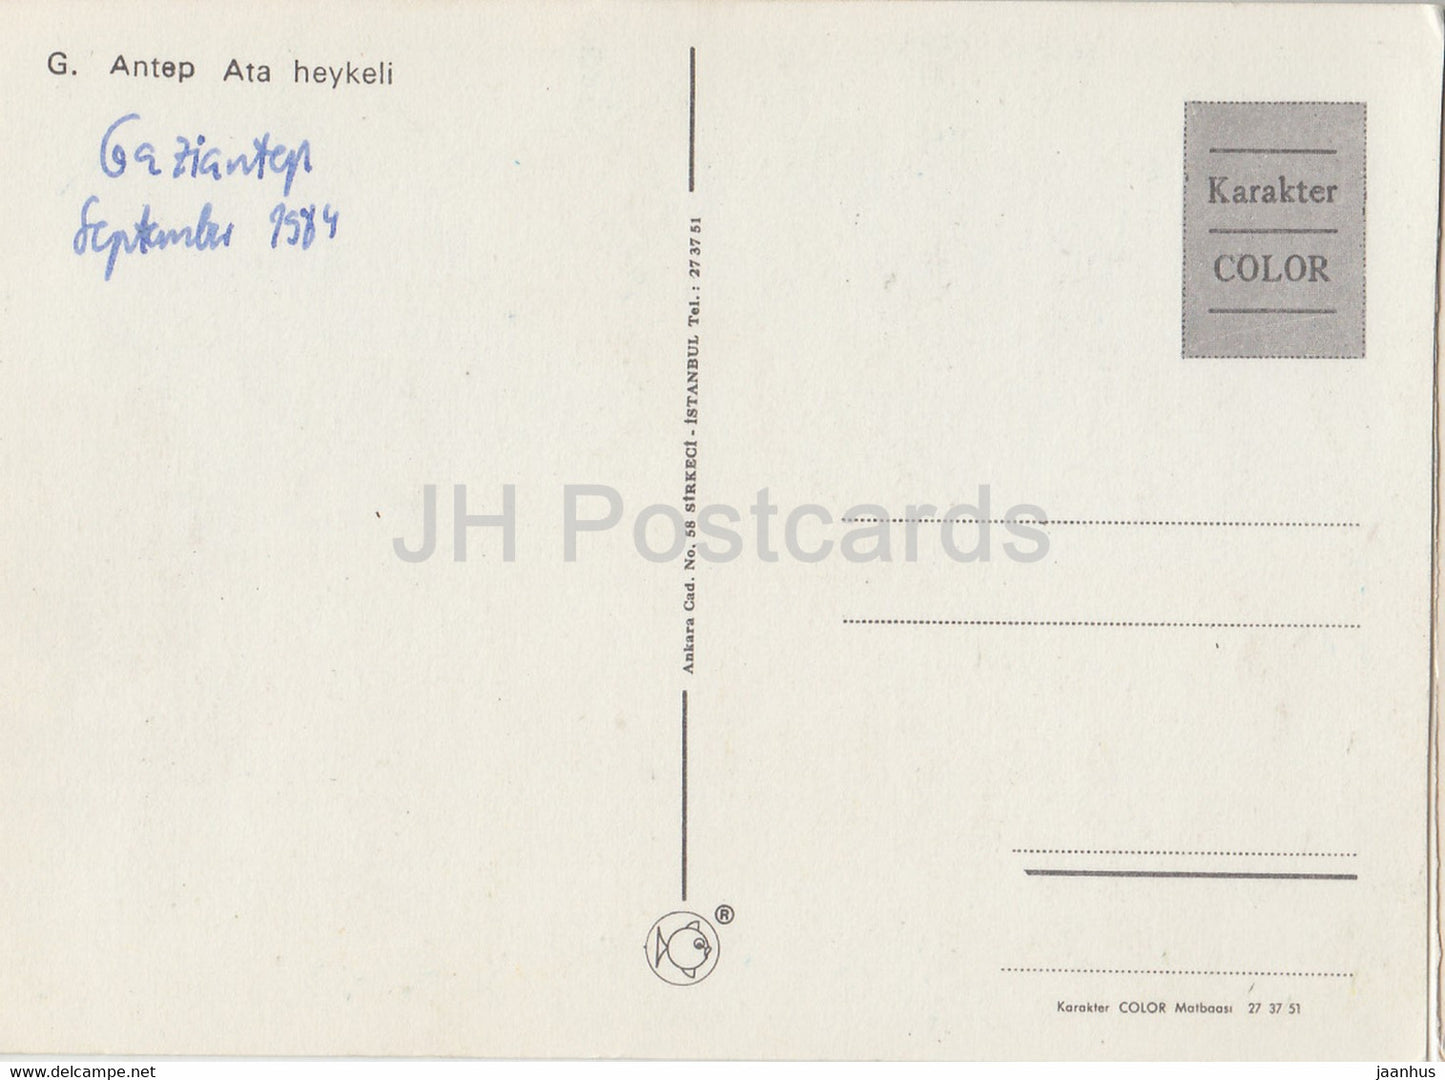 G. Antep Ata heykeli
Gaziantep
September 1984
Ankara Cad. No. 58 SİRKECİ - İSTANBUL Tel.: 27 37 51
Karakter
COLOR
JH Postcards
®
Karakter COLOR Matbaası 27 37 51
www.delcampe.net
jaanhus